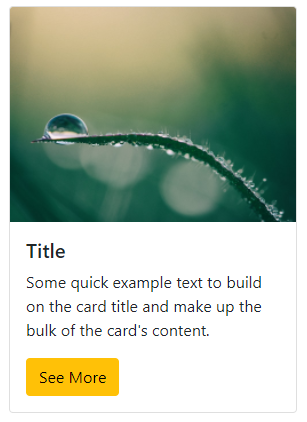 Title
Some quick example text to build
on the card title and make up the
bulk of the card's content.
See More